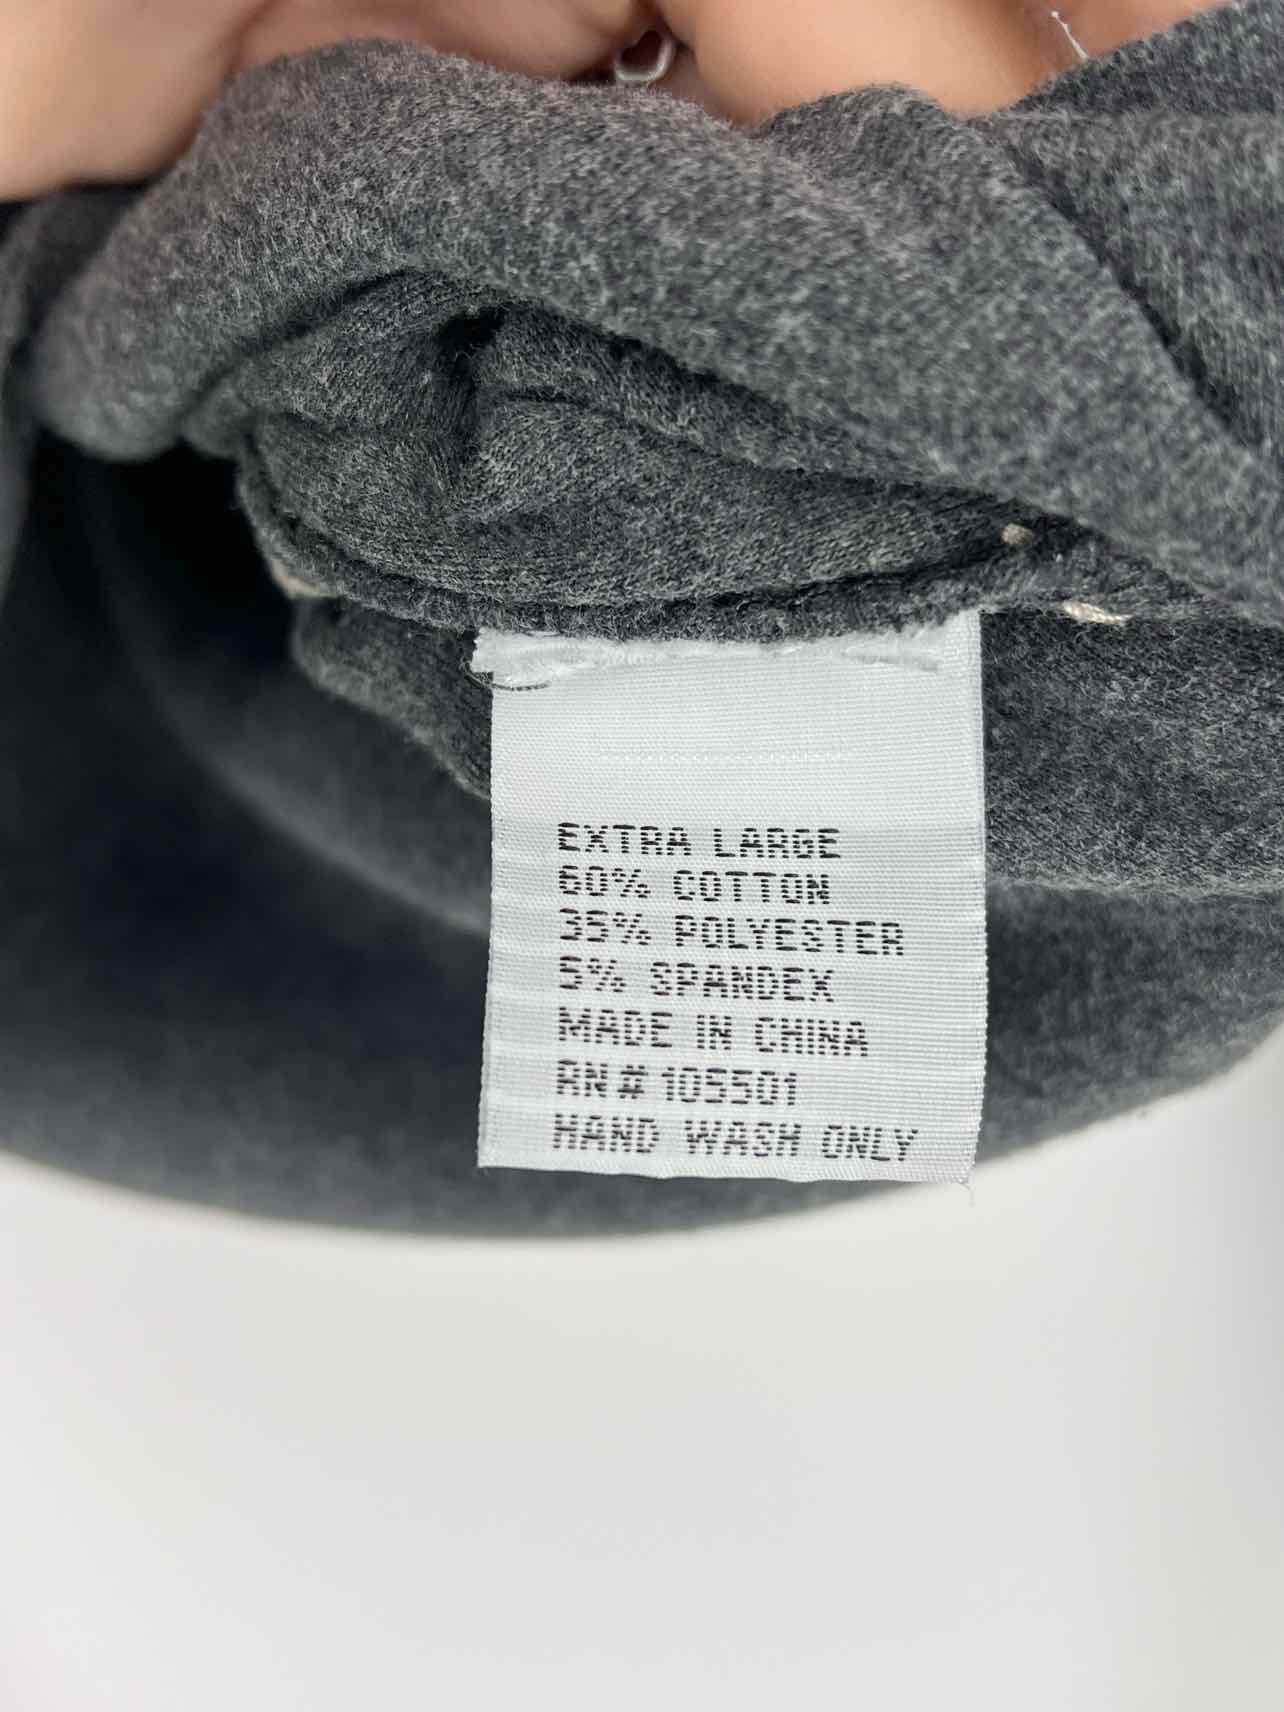 EXTRA LARGE
60% COTTON
35% POLYESTER
5% SPANDEX
MADE IN CHINA
RN# 105501
HAND WASH ONLY